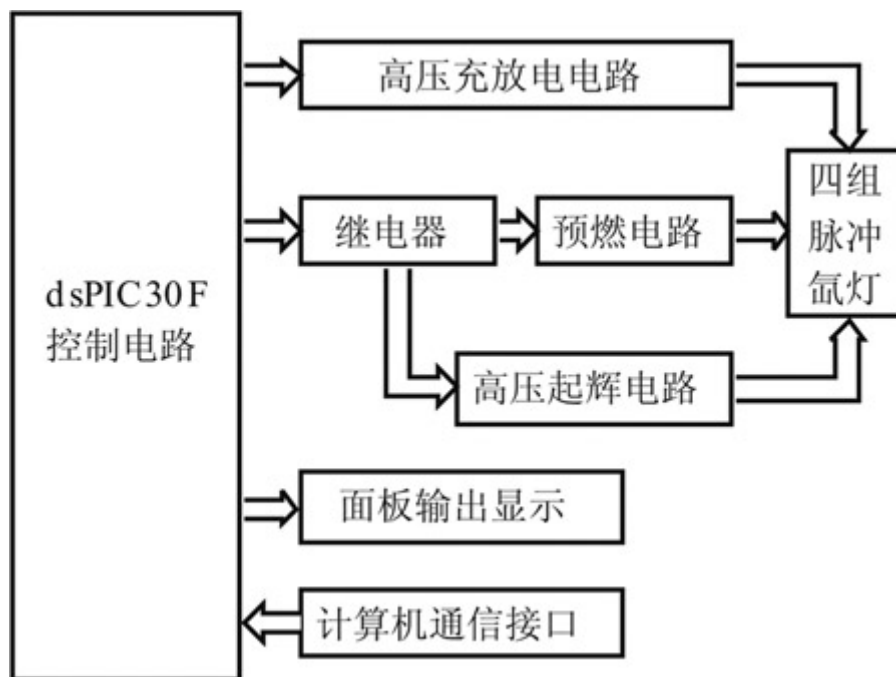 dsPIC30F
控制电路
高压充放电电路
继电器
预燃电路
高压起辉电路
四组
脉冲
氙灯
面板输出显示
计算机通信接口